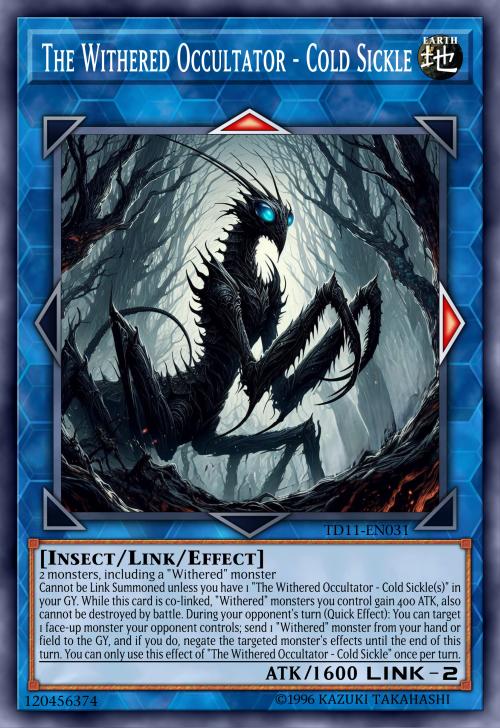 The Withered Occultator - Cold Sickle
EARTH
地
TD11-EN031
[Insect/Link/Effect]
2 monsters, including a "Withered" monster
Cannot be Link Summoned unless you have 1 "The Withered Occultator - Cold Sickle(s)" in
your GY. While this card is co-linked, "Withered" monsters you control gain 400 ATK, also
cannot be destroyed by battle. During your opponent's turn (Quick Effect): You can target
1 face-up monster your opponent controls; send 1 "Withered" monster from your hand or
field to the GY, and if you do, negate the targeted monster's effects until the end of this
turn. You can only use this effect of "The Withered Occultator - Cold Sickle" once per turn.
ATK/1600 LINK-2
120456374
©1996 KAZUKI TAKAHASHI